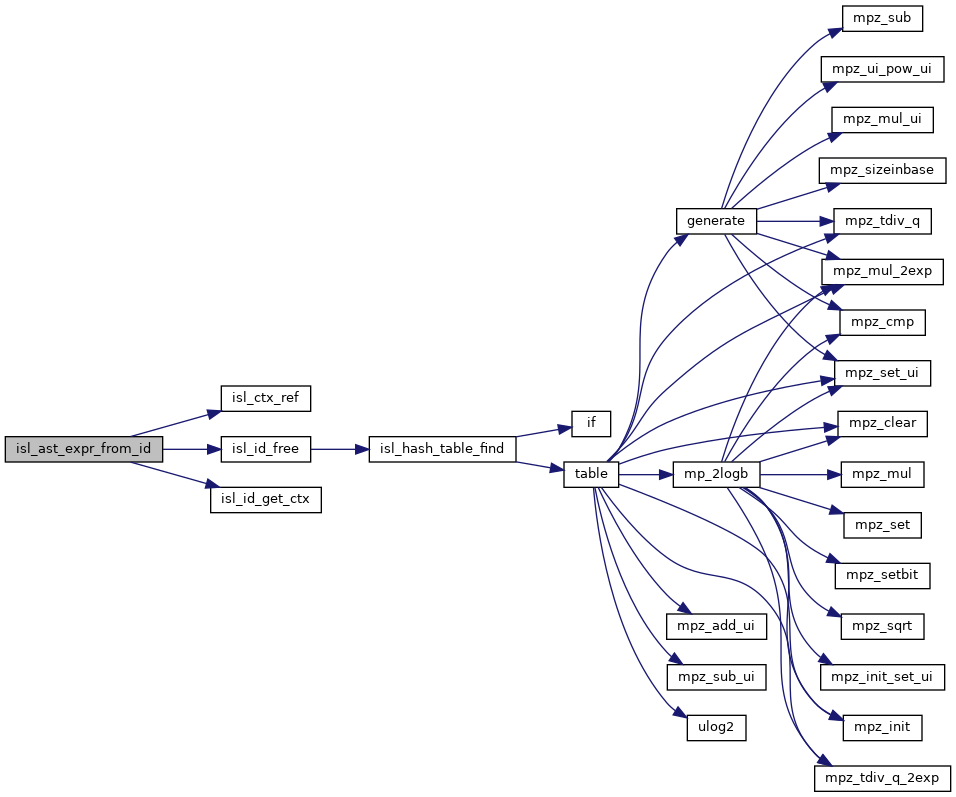 mpz_sub
mpz_ui_pow_ui
mpz_mul_ui
mpz_sizeinbase
generate
mpz_tdiv_q
mpz_mul_2exp
mpz_cmp
mpz_set_ui
isl_ctx_ref
if
mpz_clear
isl_ast_expr_from_id
isl_id_free
isl_hash_table_find
table
mp_2logb
mpz_mul
isl_id_get_ctx
mpz_set
mpz_setbit
mpz_add_ui
mpz_sqrt
mpz_sub_ui
mpz_init_set_ui
ulog2
mpz_init
mpz_tdiv_q_2exp